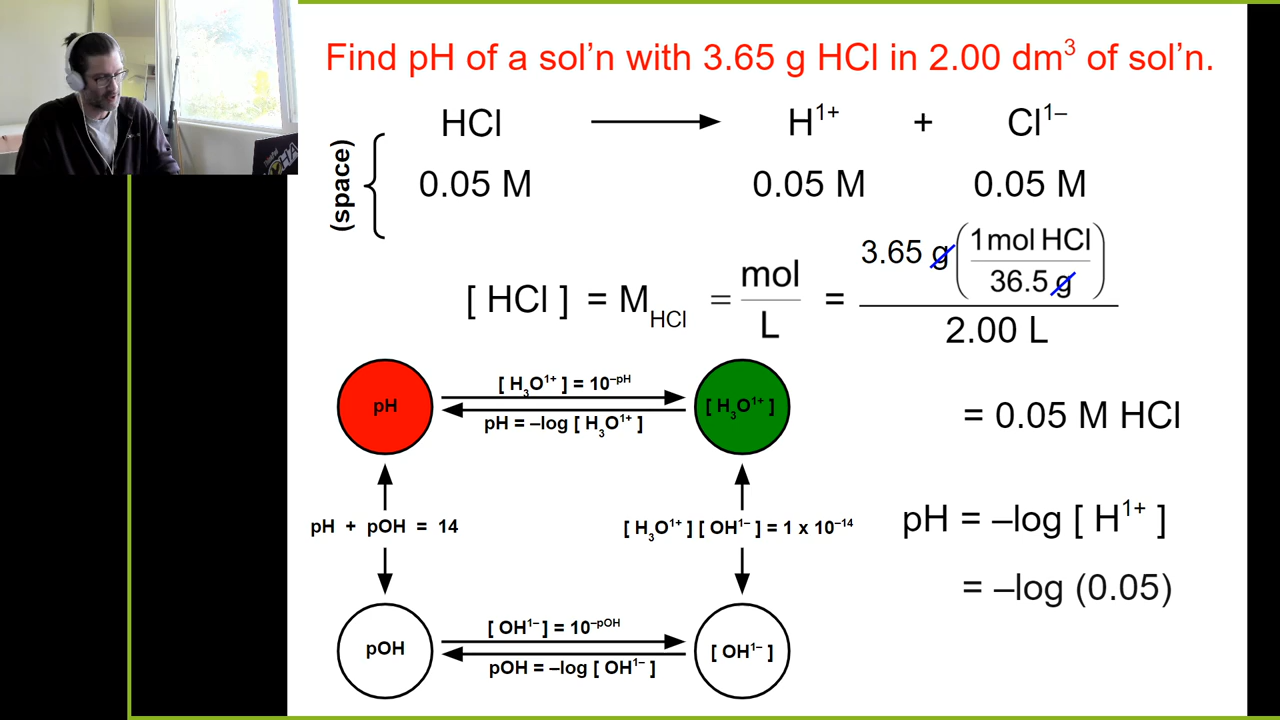 Find pH of a sol’n with 3.65 g HCl in 2.00 dm³ of sol’n.
HCl → H¹⁺ + Cl¹⁻
(space) { 0.05 M 0.05 M 0.05 M
[ HCl ] = M_HCl = mol / L = 3.65 g ( 1 mol HCl / 36.5 g ) / 2.00 L
= 0.05 M HCl
pH
[ H₃O¹⁺ ] = 10⁻ᵖᴴ
pH = –log [ H₃O¹⁺ ]
[ H₃O¹⁺ ]
pH + pOH = 14
[ H₃O¹⁺ ] [ OH¹⁻ ] = 1 x 10⁻¹⁴
pOH
[ OH¹⁻ ] = 10⁻ᵖᴼᴴ
pOH = –log [ OH¹⁻ ]
[ OH¹⁻ ]
pH = –log [ H¹⁺ ]
= –log (0.05)